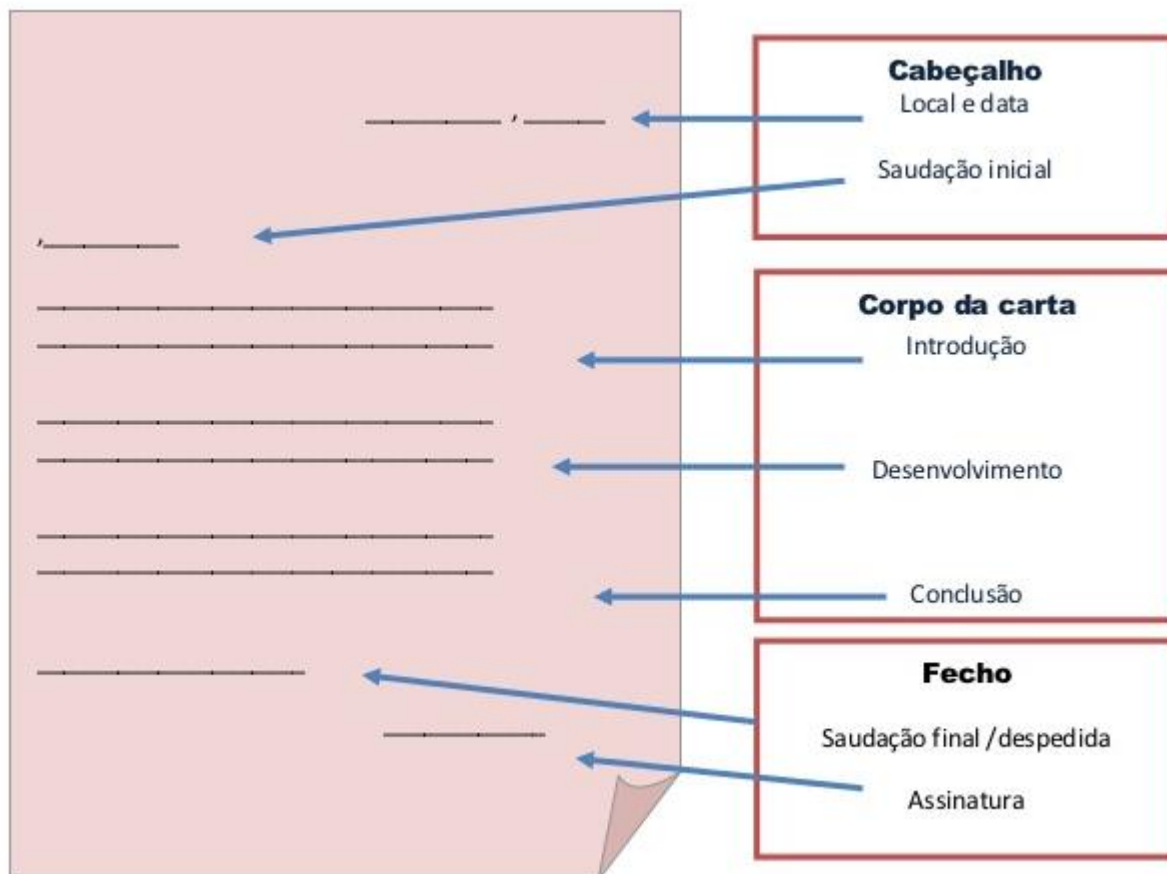 Cabeçalho
Local e data
Saudação inicial
Corpo da carta
Introdução
Desenvolvimento
Conclusão
Fecho
Saudação final /despedida
Assinatura